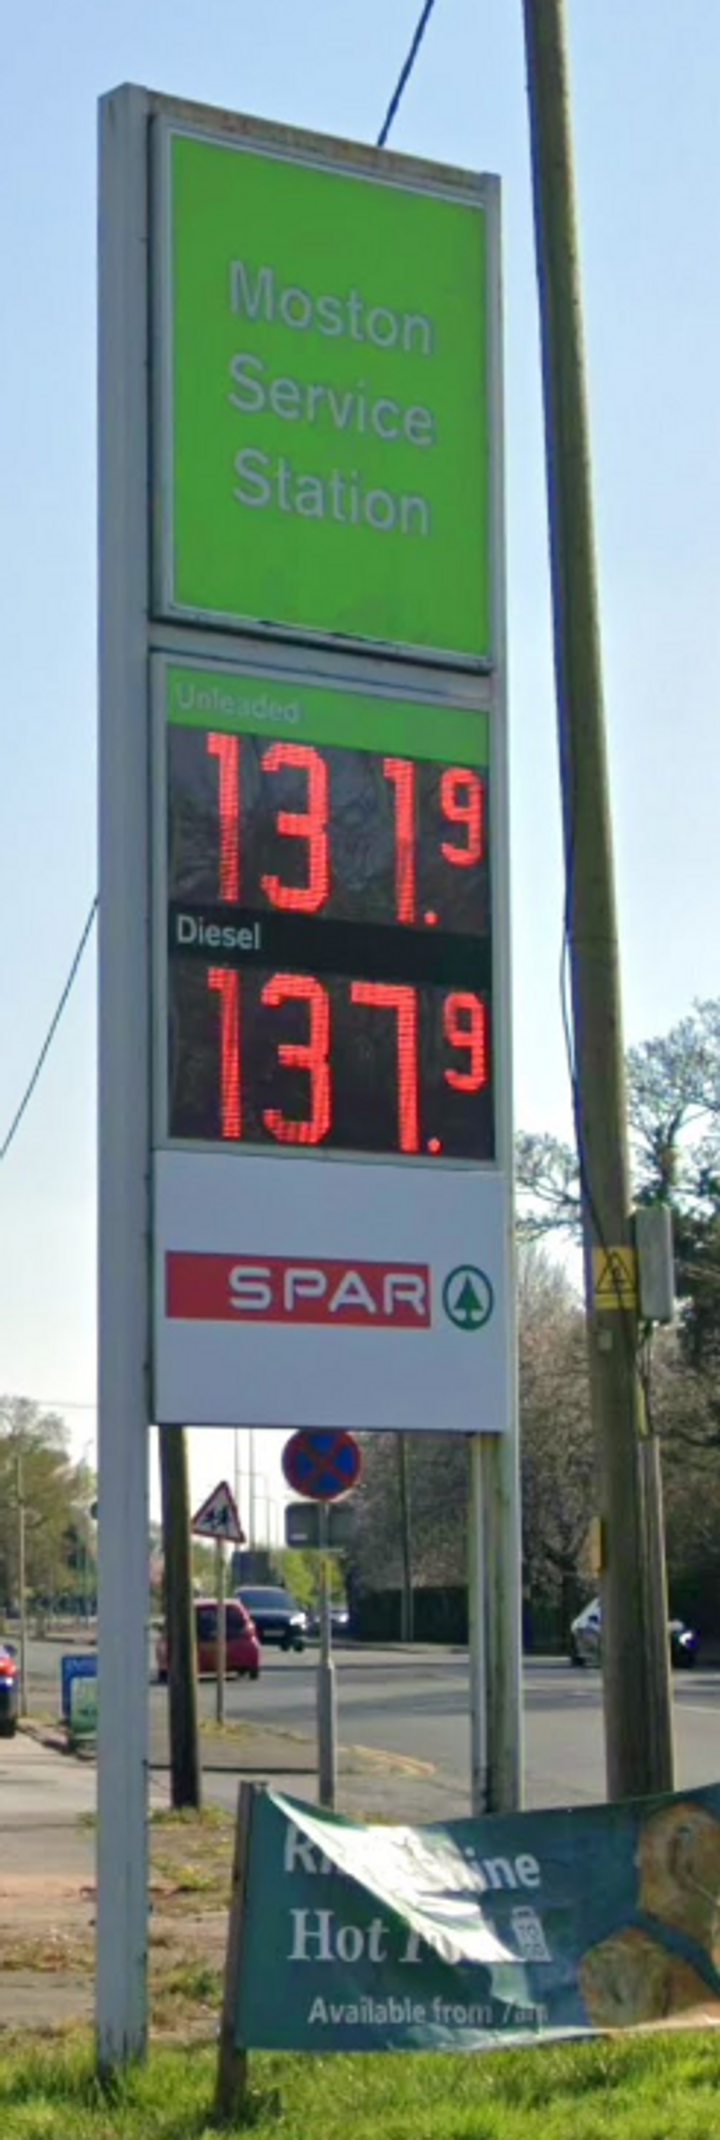 Moston
Service
Station
Unleaded
131.9
Diesel
137.9
SPAR
Hot
Available from 7am